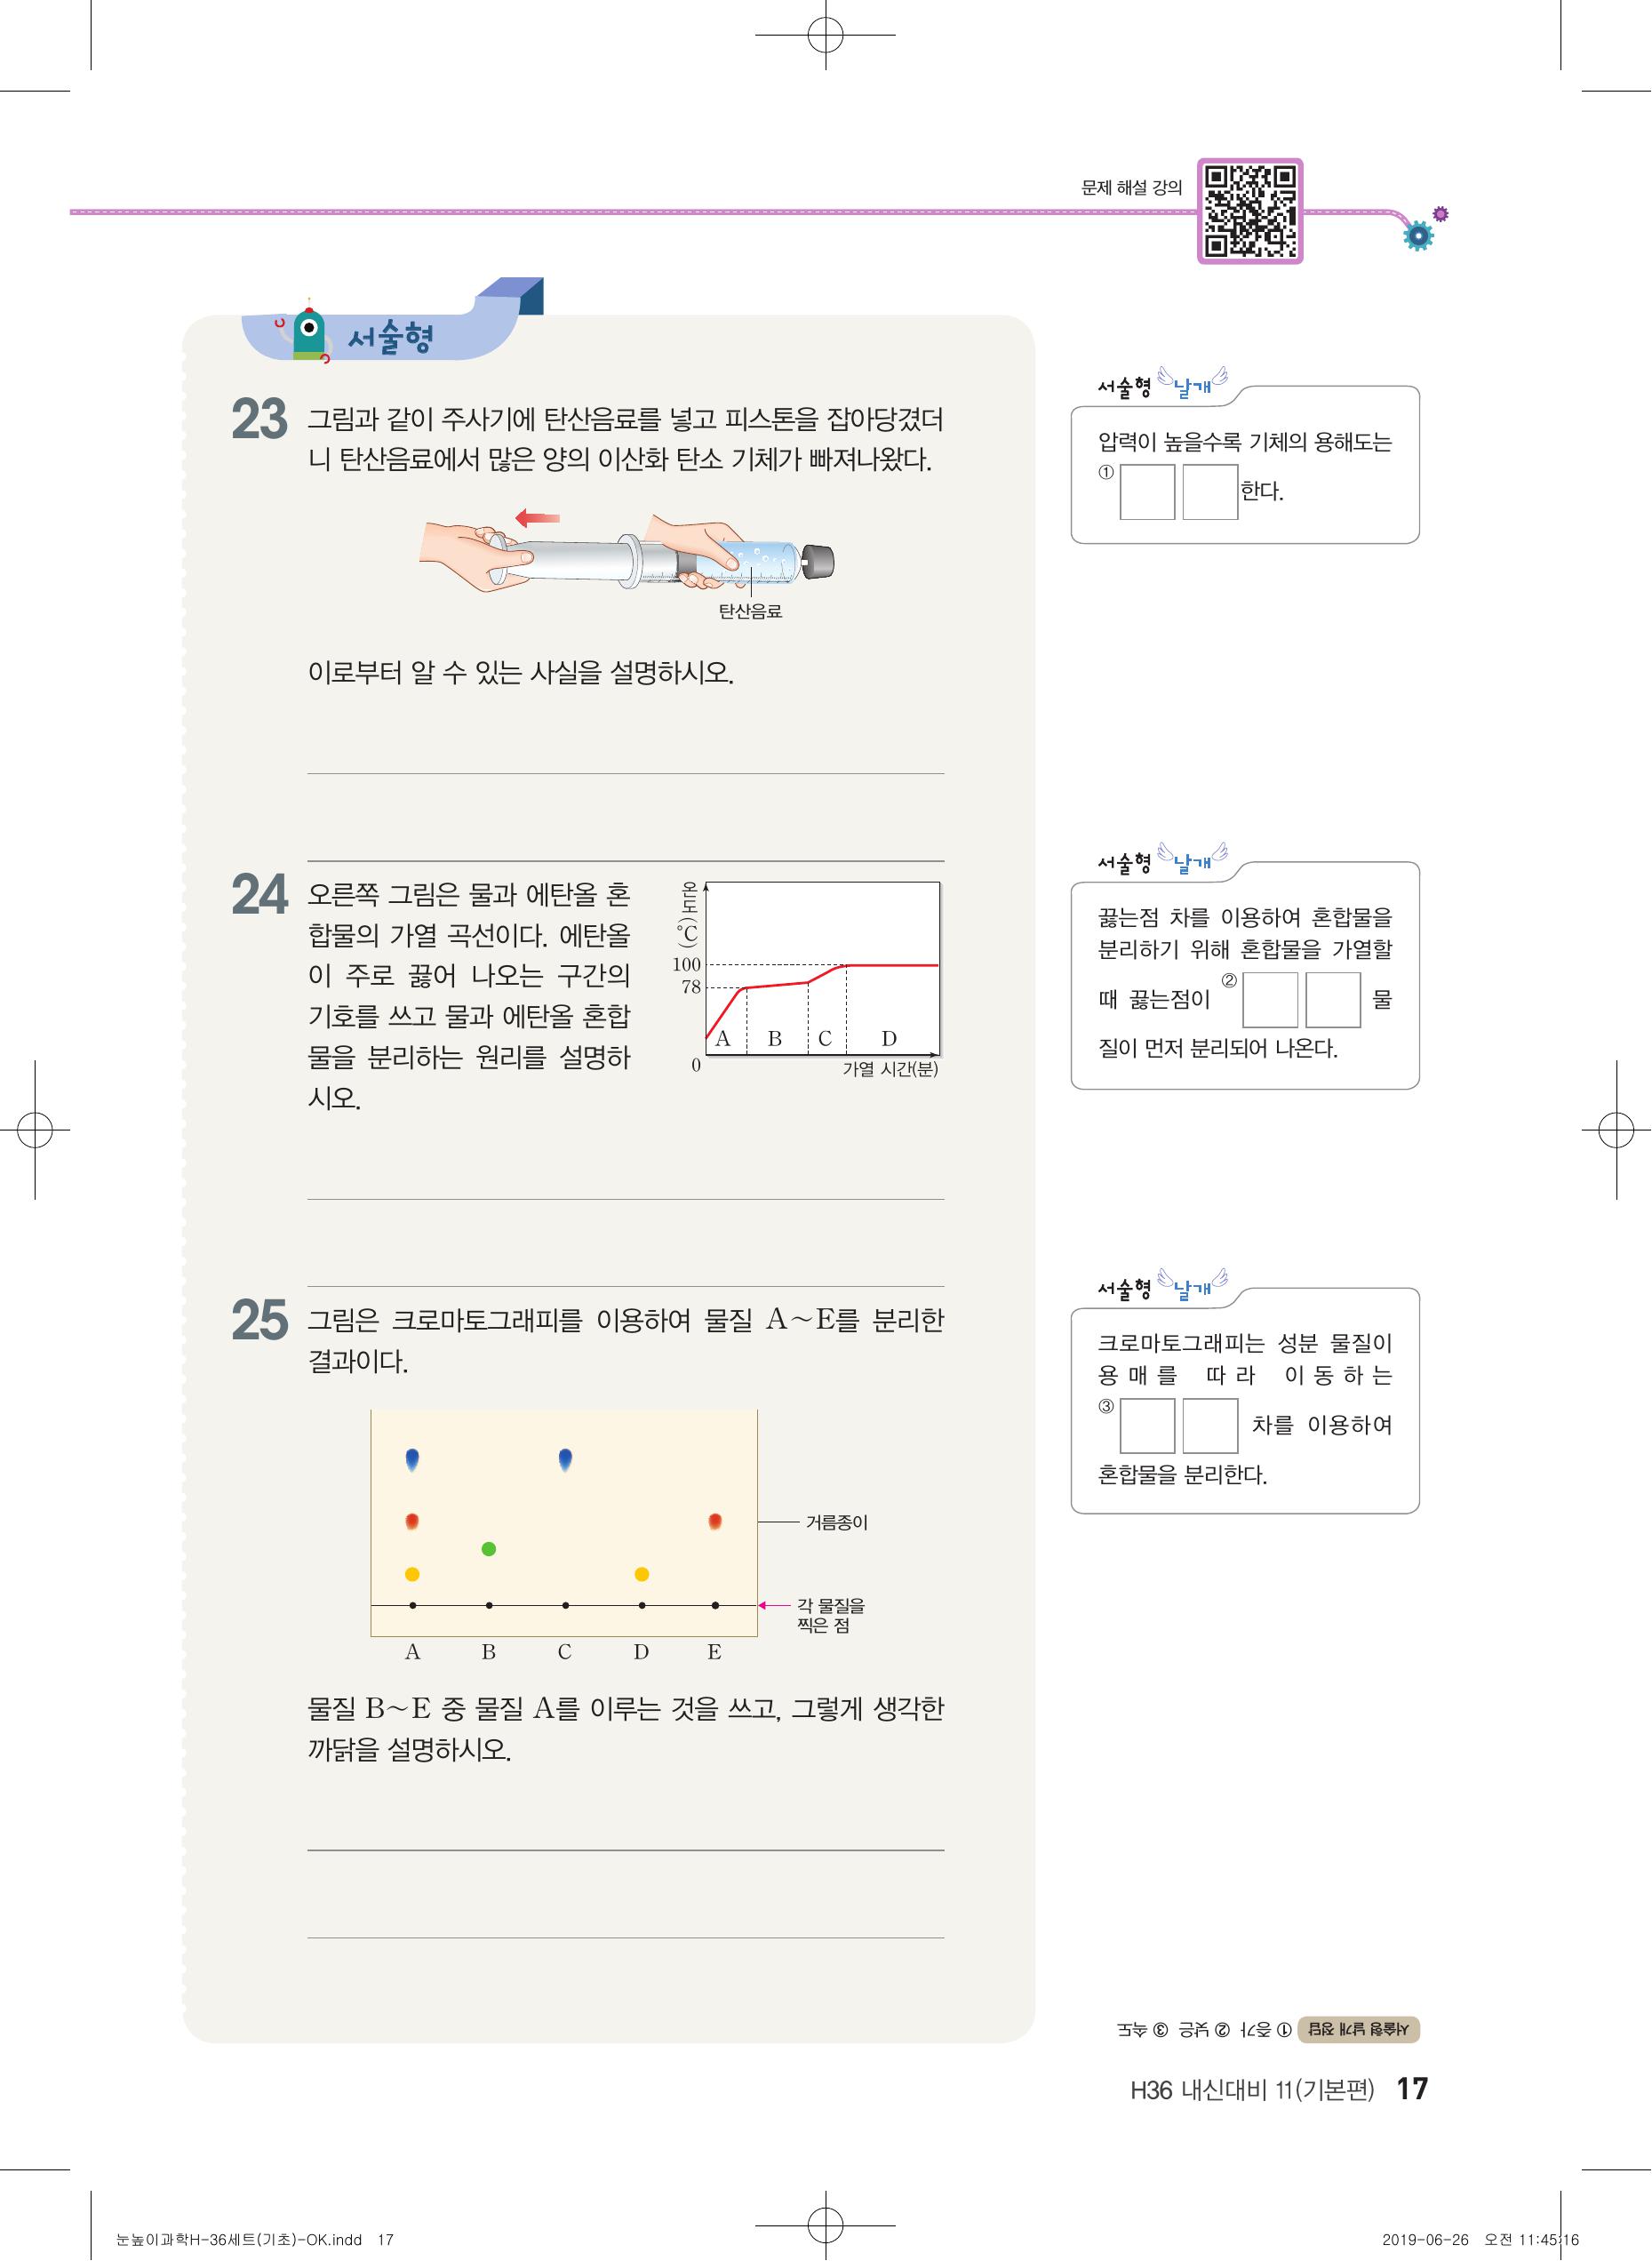 문제 해설 강의
서술형
23 그림과 같이 주사기에 탄산음료를 넣고 피스톤을 잡아당겼더
니 탄산음료에서 많은 양의 이산화 탄소 기체가 빠져나왔다.
탄산음료
이로부터 알 수 있는 사실을 설명하시오.
서술형 날개
압력이 높을수록 기체의 용해도는
① 한다.
24 오른쪽 그림은 물과 에탄올 혼
합물의 가열 곡선이다. 에탄올
이 주로 끓어 나오는 구간의
기호를 쓰고 물과 에탄올 혼합
물을 분리하는 원리를 설명하
시오.
온도(℃)
100
78
A B C D
0
가열 시간(분)
서술형 날개
끓는점 차를 이용하여 혼합물을
분리하기 위해 혼합물을 가열할
때 끓는점이 ② 물
질이 먼저 분리되어 나온다.
25 그림은 크로마토그래피를 이용하여 물질 A~E를 분리한
결과이다.
거름종이
각 물질을
찍은 점
A B C D E
물질 B~E 중 물질 A를 이루는 것을 쓰고, 그렇게 생각한
까닭을 설명하시오.
서술형 날개
크로마토그래피는 성분 물질이
용매를 따라 이동하는
③ 차를 이용하여
혼합물을 분리한다.
서술형 날개 정답 ① 증가 ② 낮은 ③ 속도
H36 내신대비 11(기본편) 17
눈높이과학H-36세트(기초)-OK.indd 17
2019-06-26 오전 11:45:16